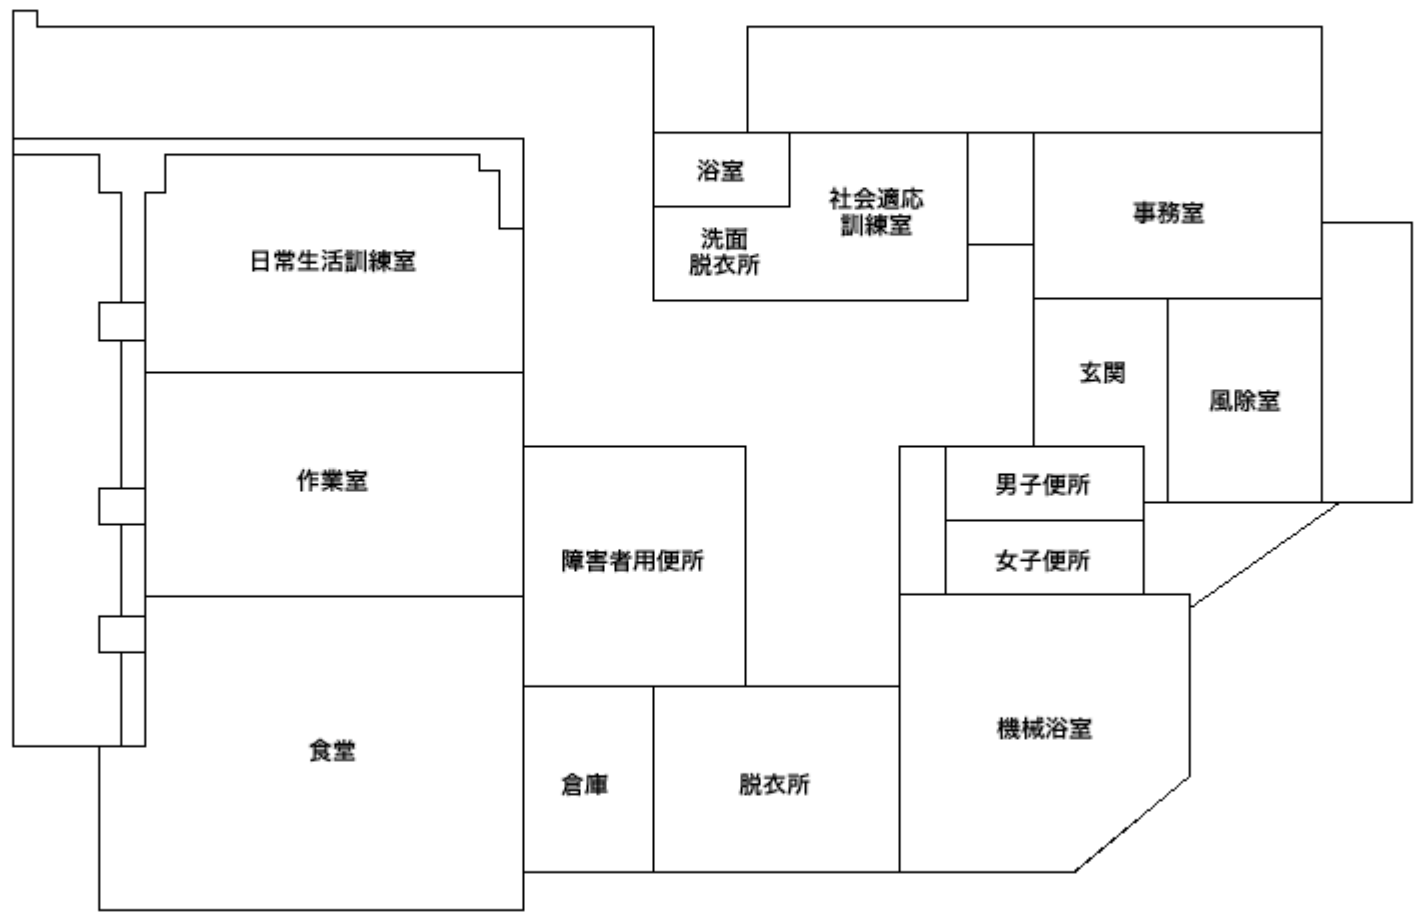 浴室
社会適応
訓練室
事務室
洗面
脱衣所
日常生活訓練室
玄関
風除室
作業室
男子便所
障害者用便所
女子便所
機械浴室
食堂
倉庫
脱衣所